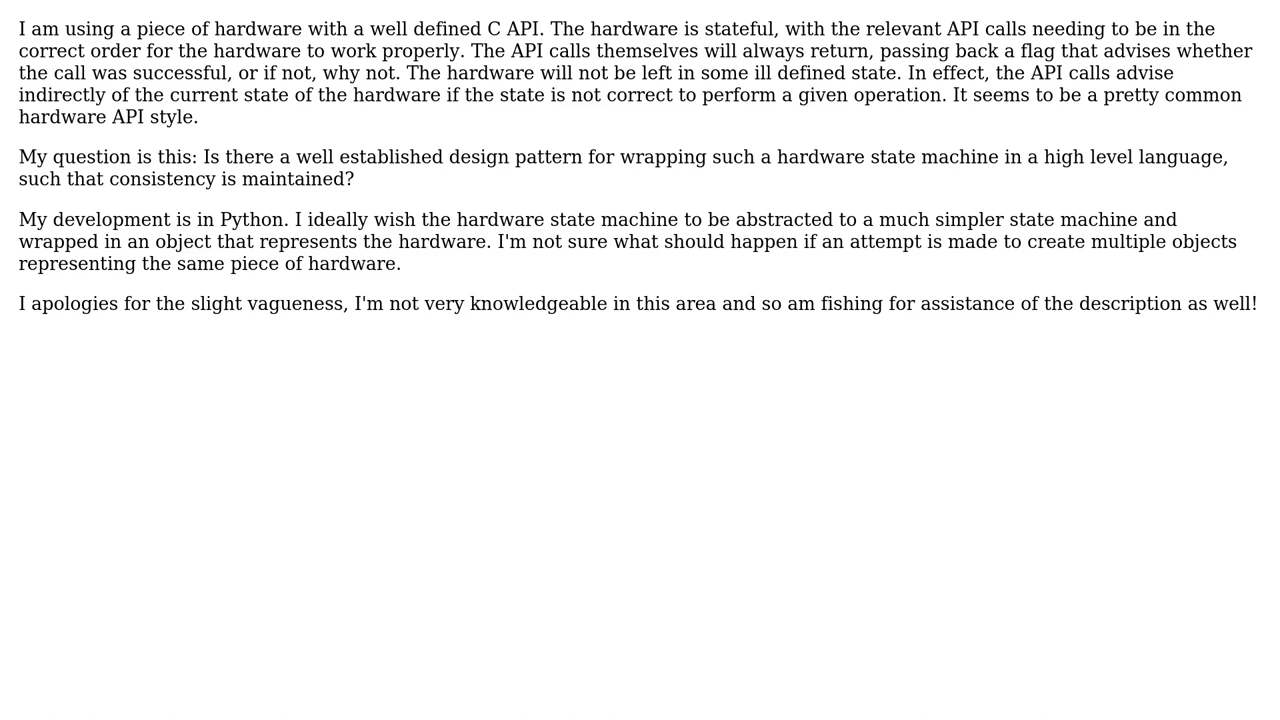 I am using a piece of hardware with a well defined C API. The hardware is stateful, with the relevant API calls needing to be in the
correct order for the hardware to work properly. The API calls themselves will always return, passing back a flag that advises whether
the call was successful, or if not, why not. The hardware will not be left in some ill defined state. In effect, the API calls advise
indirectly of the current state of the hardware if the state is not correct to perform a given operation. It seems to be a pretty common
hardware API style.
My question is this: Is there a well established design pattern for wrapping such a hardware state machine in a high level language,
such that consistency is maintained?
My development is in Python. I ideally wish the hardware state machine to be abstracted to a much simpler state machine and
wrapped in an object that represents the hardware. I'm not sure what should happen if an attempt is made to create multiple objects
representing the same piece of hardware.
I apologies for the slight vagueness, I'm not very knowledgeable in this area and so am fishing for assistance of the description as well!